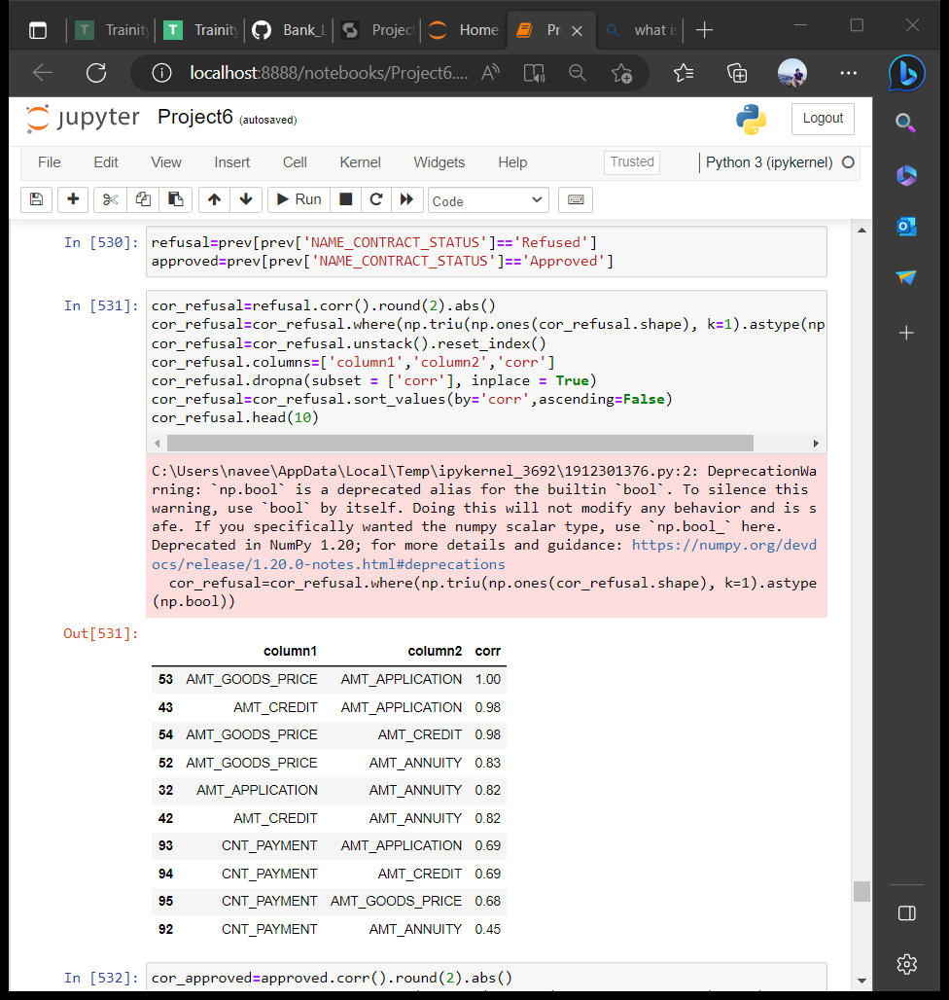 Trainity Trainity Bank_L Project Home Pr what is
localhost:8888/notebooks/Project6....
jupyter Project6 (autosaved) Logout
File Edit View Insert Cell Kernel Widgets Help Trusted Python 3 (ipykernel)
Run Code
In [530]: refusal=prev[prev['NAME_CONTRACT_STATUS']=='Refused']
approved=prev[prev['NAME_CONTRACT_STATUS']=='Approved']
In [531]: cor_refusal=refusal.corr().round(2).abs()
cor_refusal=cor_refusal.where(np.triu(np.ones(cor_refusal.shape), k=1).astype(np
cor_refusal=cor_refusal.unstack().reset_index()
cor_refusal.columns=['column1','column2','corr']
cor_refusal.dropna(subset = ['corr'], inplace = True)
cor_refusal=cor_refusal.sort_values(by='corr',ascending=False)
cor_refusal.head(10)
C:\Users\navee\AppData\Local\Temp\ipykernel_3692\1912301376.py:2: DeprecationWa
rning: `np.bool` is a deprecated alias for the builtin `bool`. To silence this
warning, use `bool` by itself. Doing this will not modify any behavior and is s
afe. If you specifically wanted the numpy scalar type, use `np.bool_` here.
Deprecated in NumPy 1.20; for more details and guidance: https://numpy.org/devd
ocs/release/1.20.0-notes.html#deprecations
cor_refusal=cor_refusal.where(np.triu(np.ones(cor_refusal.shape), k=1).astype
(np.bool))
Out[531]:
column1 column2 corr
53 AMT_GOODS_PRICE AMT_APPLICATION 1.00
43 AMT_CREDIT AMT_APPLICATION 0.98
54 AMT_GOODS_PRICE AMT_CREDIT 0.98
52 AMT_GOODS_PRICE AMT_ANNUITY 0.83
32 AMT_APPLICATION AMT_ANNUITY 0.82
42 AMT_CREDIT AMT_ANNUITY 0.82
93 CNT_PAYMENT AMT_APPLICATION 0.69
94 CNT_PAYMENT AMT_CREDIT 0.69
95 CNT_PAYMENT AMT_GOODS_PRICE 0.68
92 CNT_PAYMENT AMT_ANNUITY 0.45
In [532]: cor_approved=approved.corr().round(2).abs()